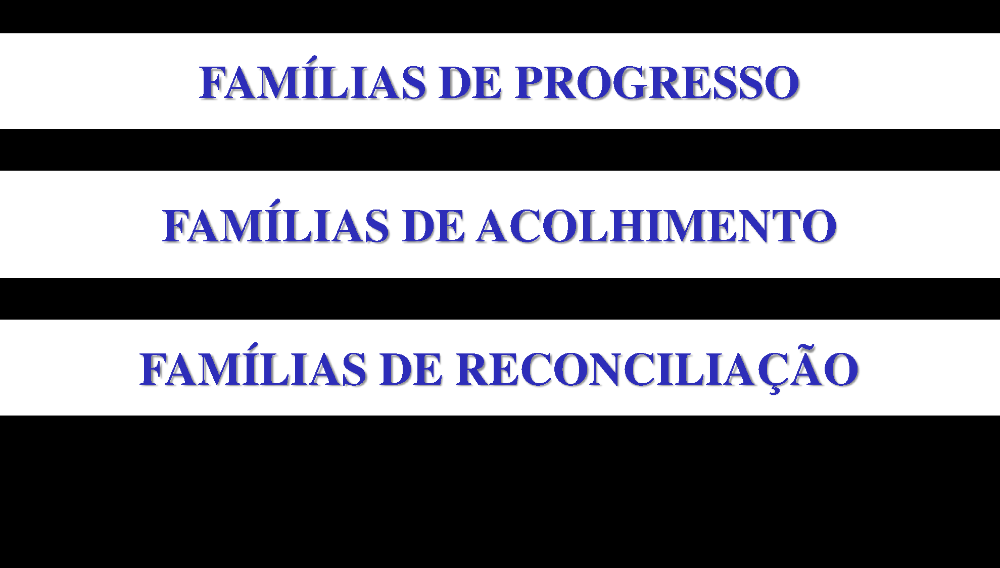 FAMÍLIAS DE PROGRESSO
FAMÍLIAS DE ACOLHIMENTO
FAMÍLIAS DE RECONCILIAÇÃO